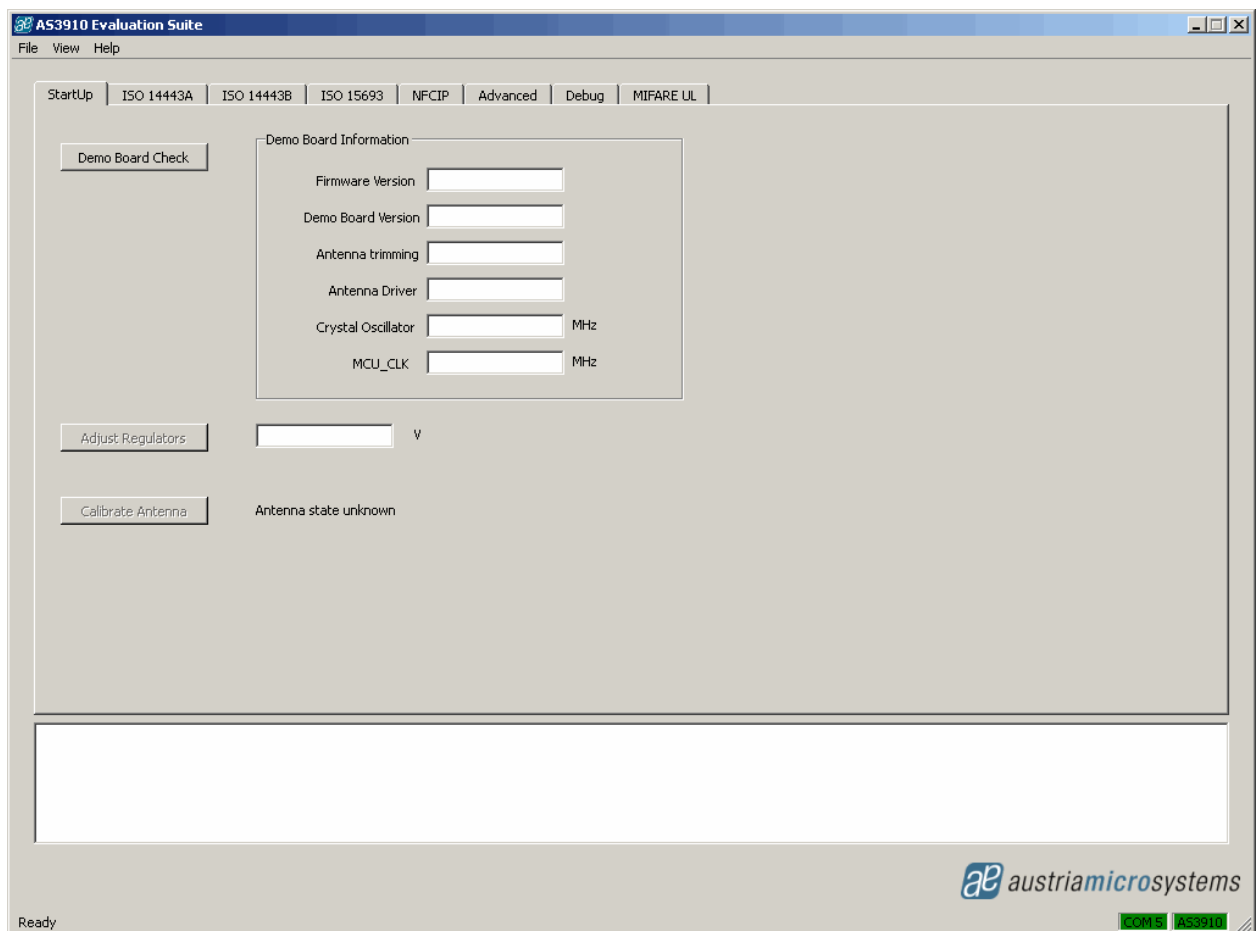 AS3910 Evaluation Suite
File View Help
StartUp ISO 14443A ISO 14443B ISO 15693 NFCIP Advanced Debug MIFARE UL
Demo Board Check
Demo Board Information
Firmware Version
Demo Board Version
Antenna trimming
Antenna Driver
Crystal Oscillator MHz
MCU_CLK MHz
Adjust Regulators V
Calibrate Antenna Antenna state unknown
ae austriamicrosystems
Ready COM 5 AS3910